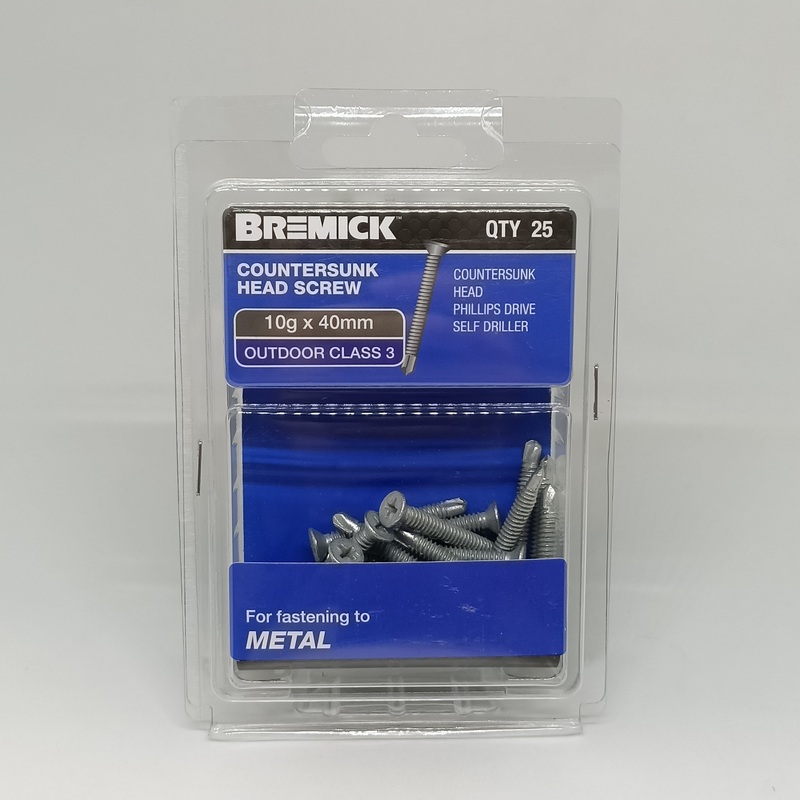 BREMICK™
QTY 25
COUNTERSUNK
HEAD SCREW
10g x 40mm
OUTDOOR CLASS 3
COUNTERSUNK
HEAD
PHILLIPS DRIVE
SELF DRILLER
For fastening to
METAL